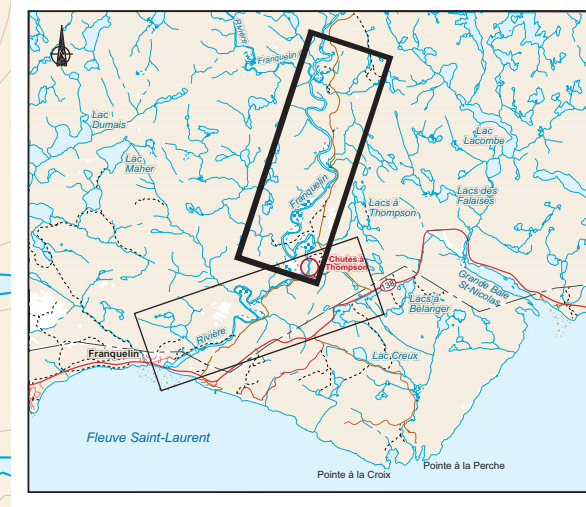 Rivière
Franquelin
Lac
Dumais
Lac
Maher
Lac
Lacombe
Franquelin
Lacs à
Thompson
Lacs des
Falaises
Chutes à
Thompson
138
Grande Baie
St-Nicolas
Lacs à
Bélanger
Rivière
Franquelin
Lac Creux
Fleuve Saint-Laurent
Pointe à la Croix
Pointe à la Perche